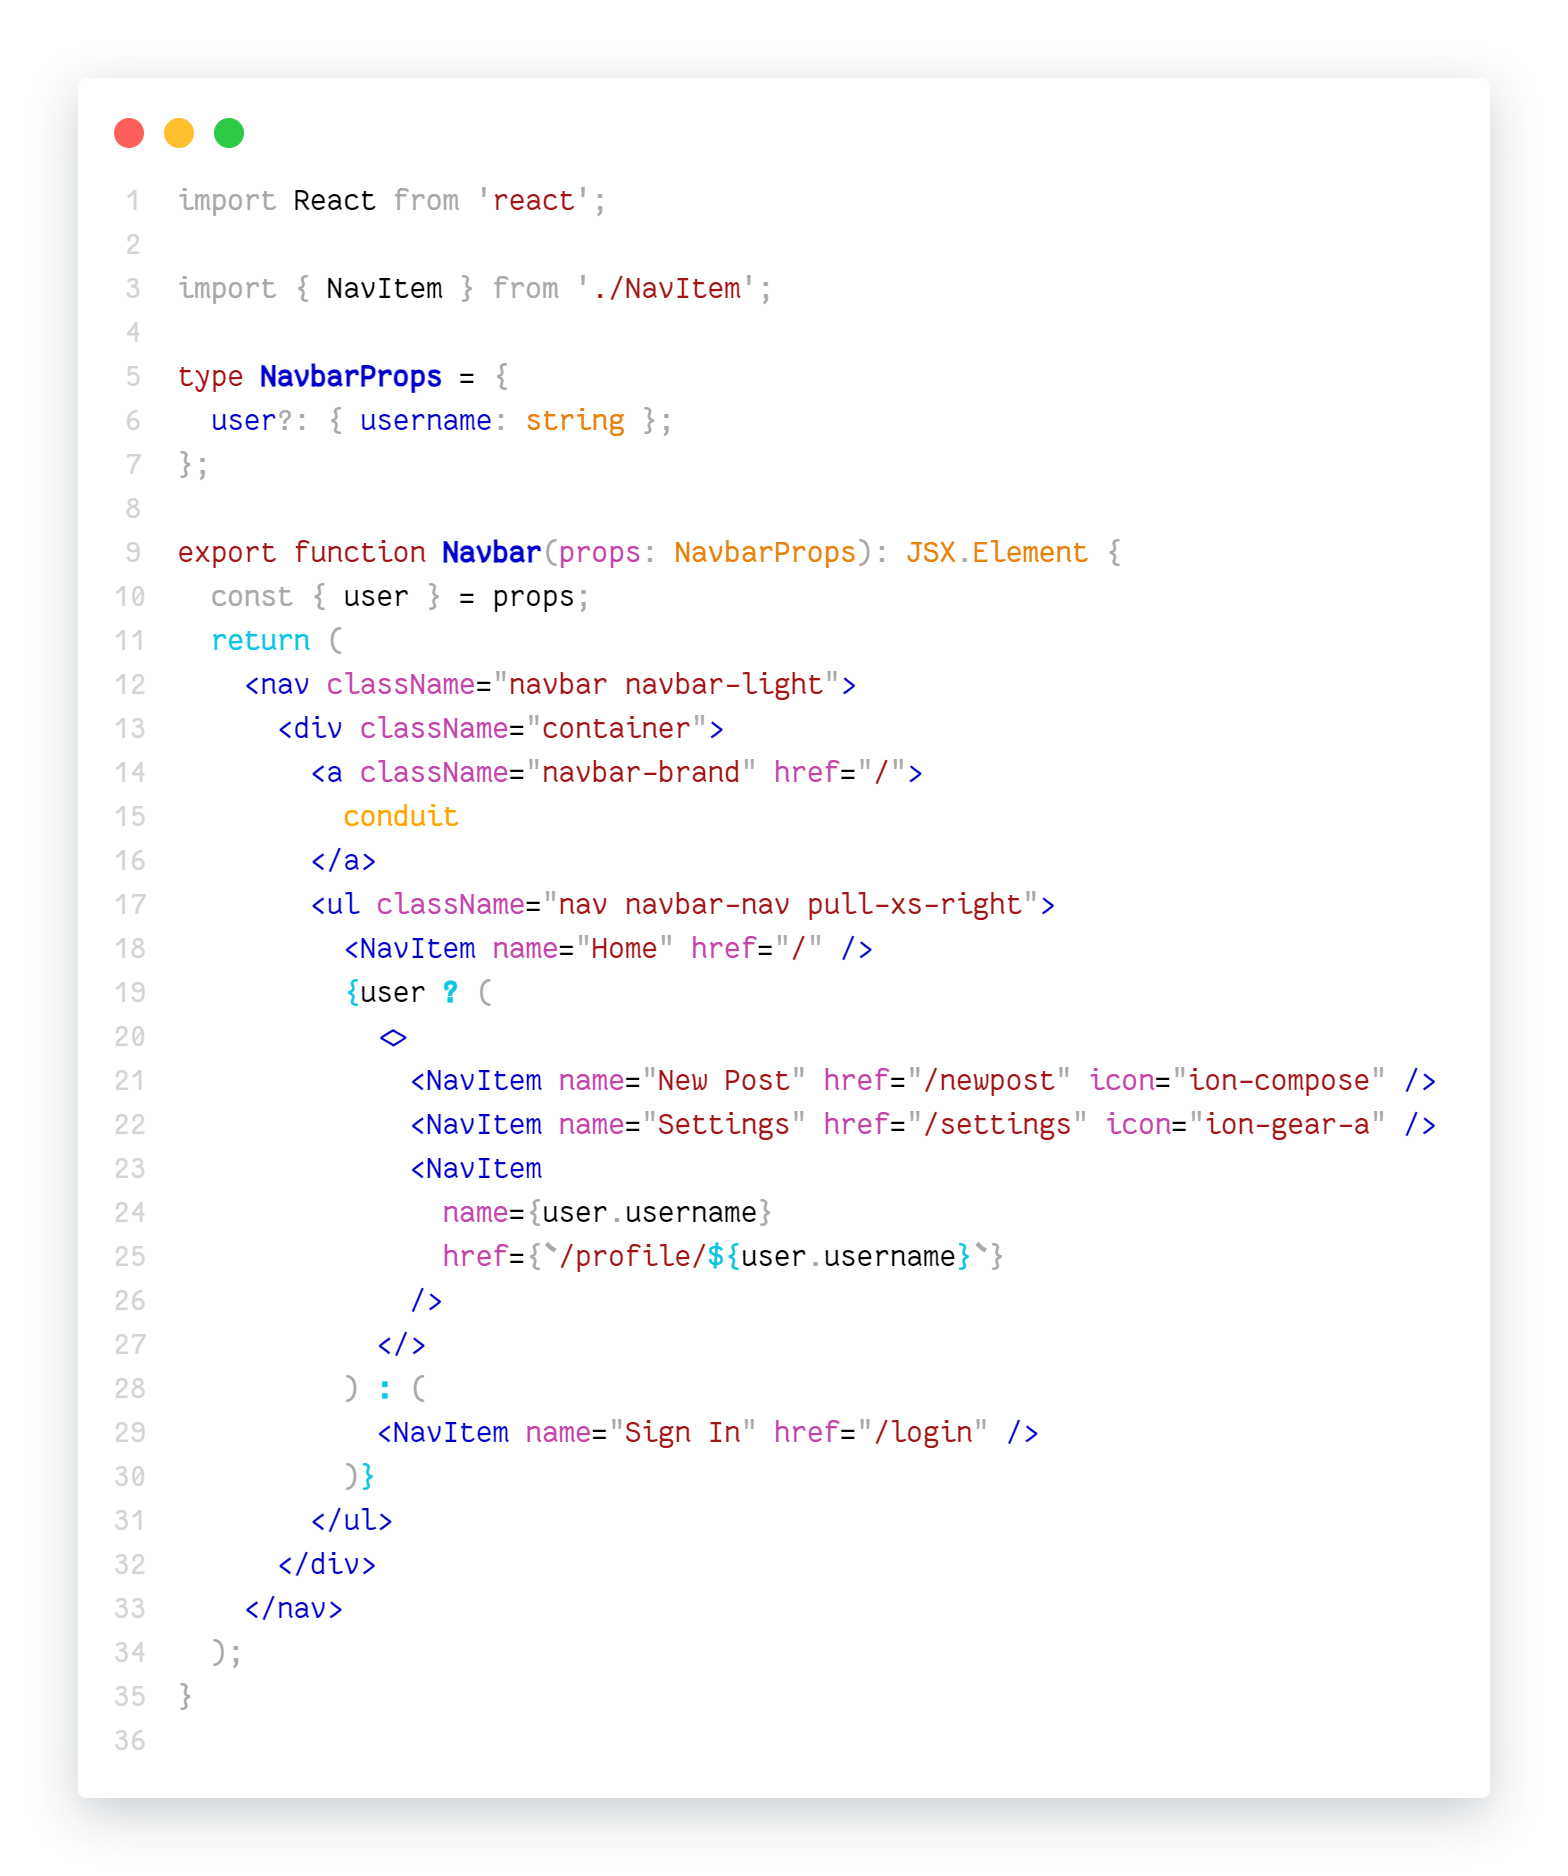 1 import React from 'react';
2
3 import { NavItem } from './NavItem';
4
5 type NavbarProps = {
6   user?: { username: string };
7 };
8
9 export function Navbar(props: NavbarProps): JSX.Element {
10   const { user } = props;
11   return (
12     <nav className="navbar navbar-light">
13       <div className="container">
14         <a className="navbar-brand" href="/">
15           conduit
16         </a>
17         <ul className="nav navbar-nav pull-xs-right">
18           <NavItem name="Home" href="/" />
19           {user ? (
20             <>
21               <NavItem name="New Post" href="/newpost" icon="ion-compose" />
22               <NavItem name="Settings" href="/settings" icon="ion-gear-a" />
23               <NavItem
24                 name={user.username}
25                 href={`/profile/${user.username}`}
26               />
27             </>
28           ) : (
29             <NavItem name="Sign In" href="/login" />
30           )}
31         </ul>
32       </div>
33     </nav>
34   );
35 }
36